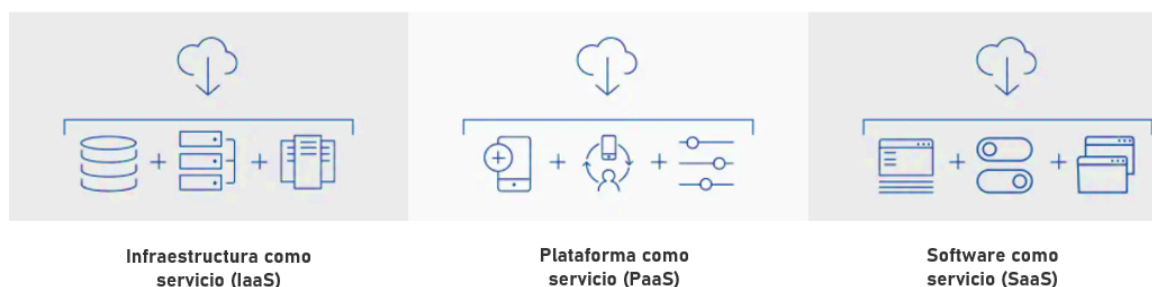 Infraestructura como
servicio (IaaS)
Plataforma como
servicio (PaaS)
Software como
servicio (SaaS)